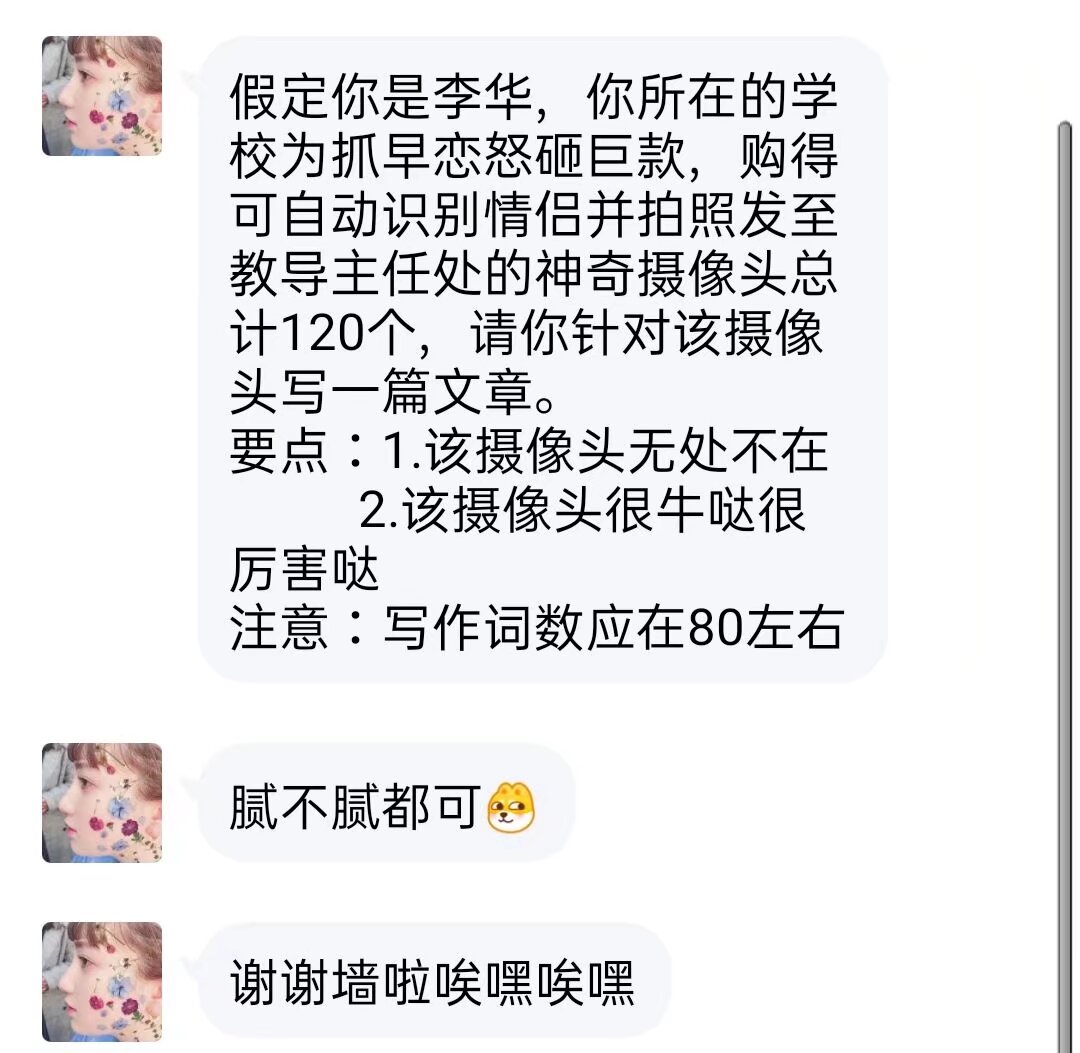 假定你是李华，你所在的学
校为抓早恋怒砸巨款，购得
可自动识别情侣并拍照发至
教导主任处的神奇摄像头总
计120个，请你针对该摄像
头写一篇文章。
要点：1.该摄像头无处不在
2.该摄像头很牛哒很
厉害哒
注意：写作词数应在80左右
腻不腻都可
谢谢墙啦唉嘿唉嘿